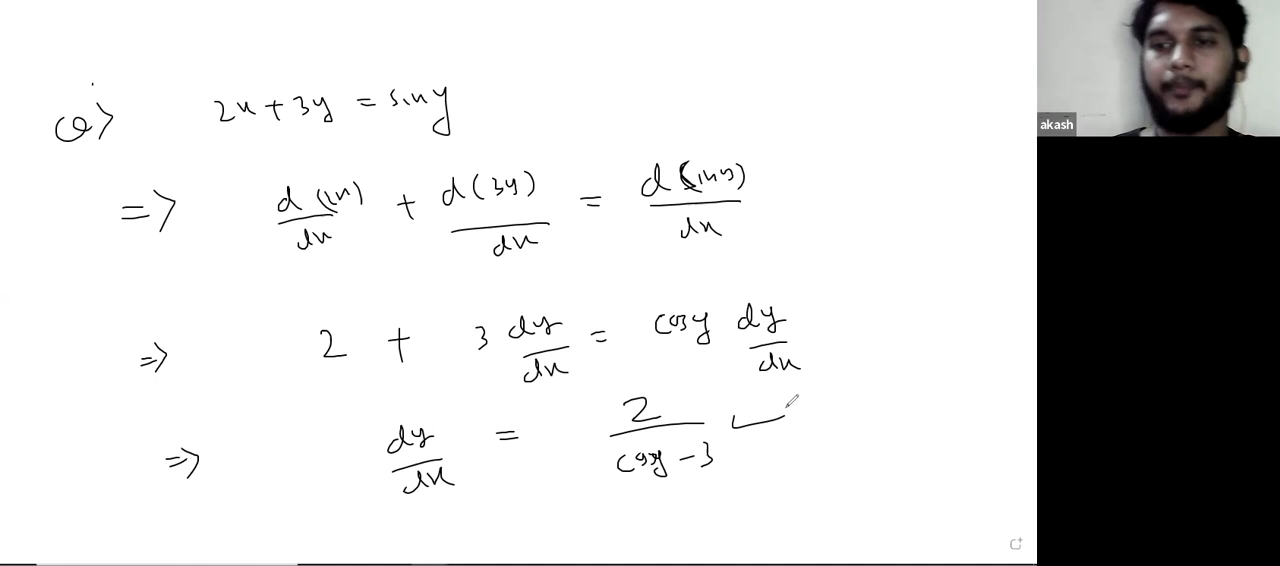 Q> 2x + 3y = sin y
=> d(2x)/dx + d(3y)/dx = d(sin y)/dx
=> 2 + 3 dy/dx = cos y dy/dx
=> dy/dx = 2/(cos y - 3)
akash